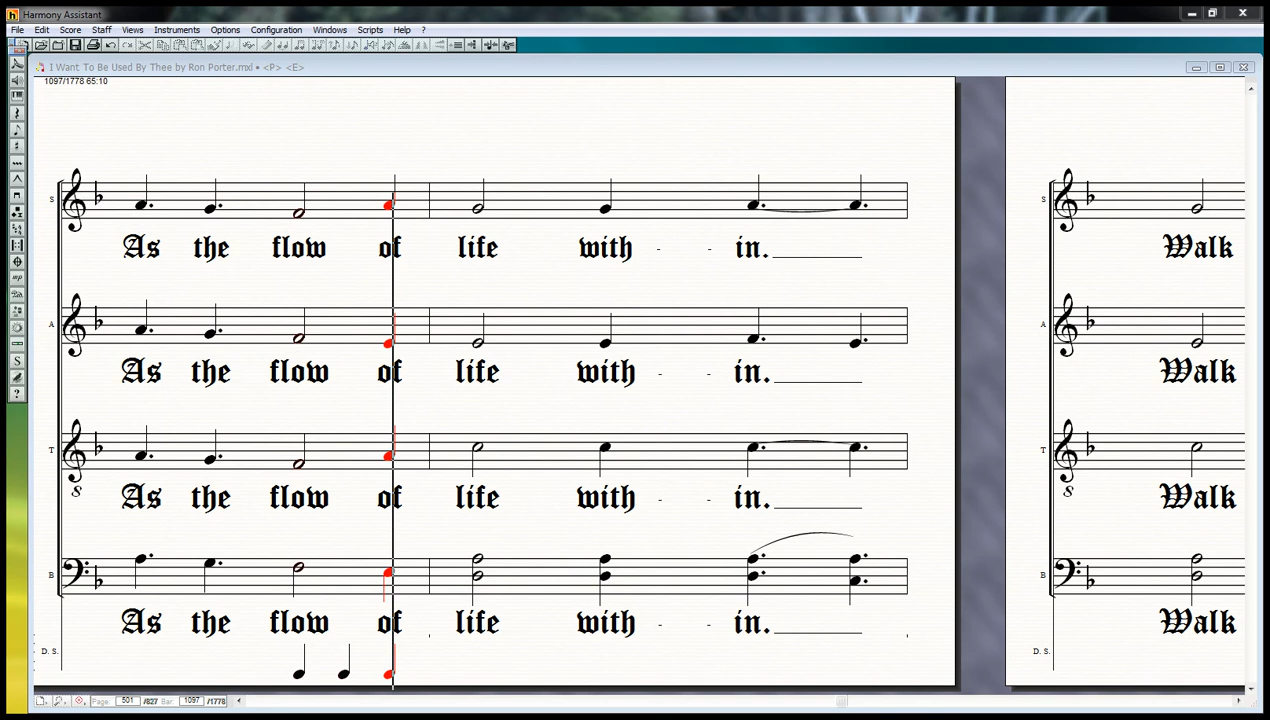 Harmony Assistant
File Edit Score Staff Views Instruments Options Configuration Windows Scripts Help ?
I Want To Be Used By Thee by Ron Porter.mxl • <P> <E>
1097/1778 65:10
S
As the flow of life with - - in.
S
Walk
A
As the flow of life with - - in.
A
Walk
T
8
As the flow of life with - - in.
T
8
Walk
B
As the flow of life with - - in.
B
Walk
D. S.
D. S.
Page: 501 /827 Bar: 1097 /1778